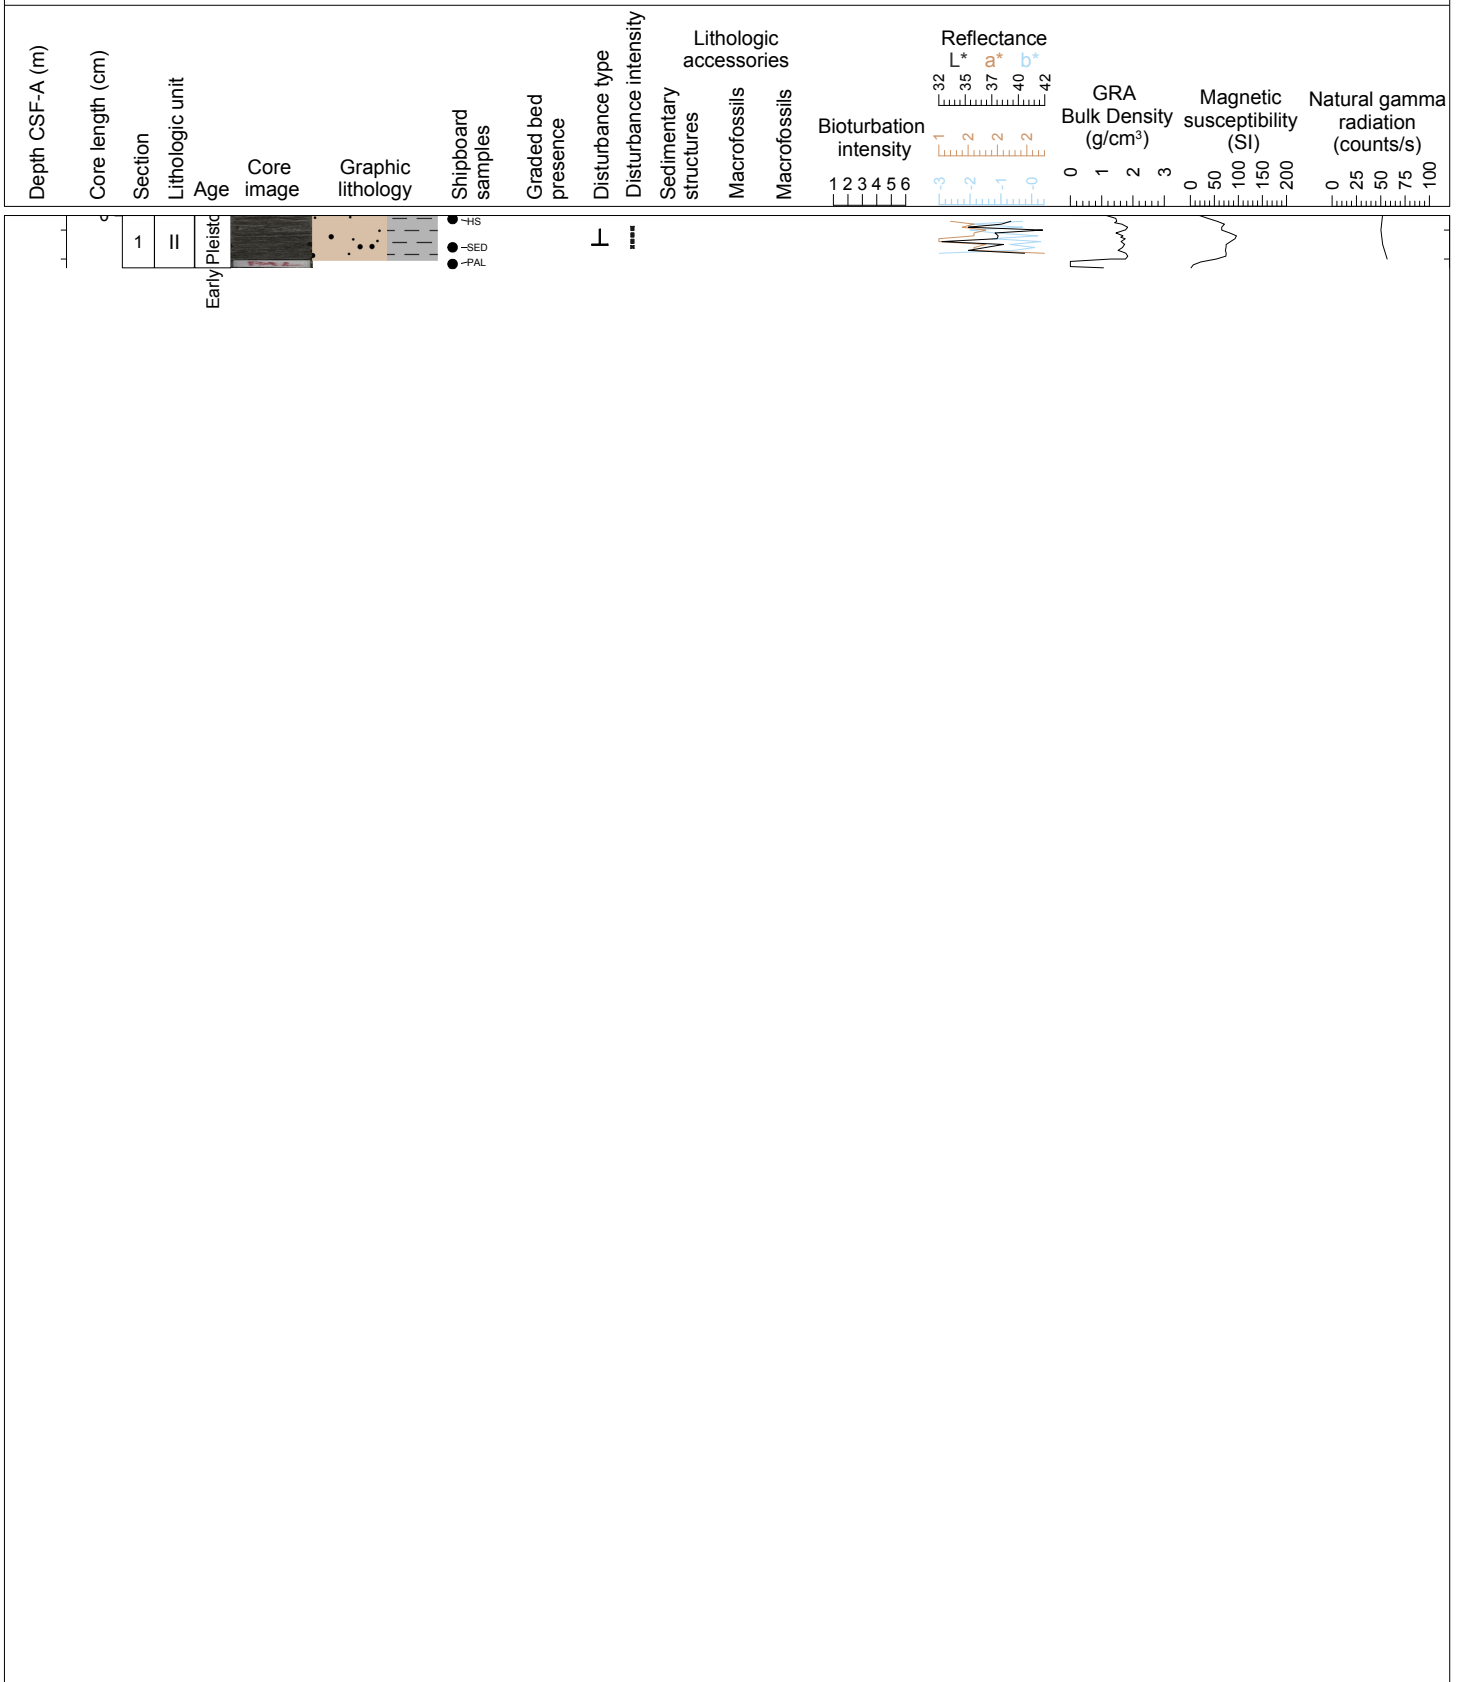 Depth CSF-A (m)
Core length (cm)
Section
Lithologic unit
Age
Core
image
Graphic
lithology
Shipboard
samples
Graded bed
presence
Disturbance type
Disturbance intensity
Lithologic
accessories
Sedimentary
structures
Macrofossils
Macrofossils
Bioturbation
intensity
1 2 3 4 5 6
Reflectance
L* a* b*
32 35 37 40 42
1 2 2 2
-3 -2 -1 -0
GRA
Bulk Density
(g/cm³)
0 1 2 3
Magnetic
susceptibility
(SI)
0 50 100 150 200
Natural gamma
radiation
(counts/s)
0 25 50 75 100
1
II
Early Pleisto
PAL
HS
SED
PAL